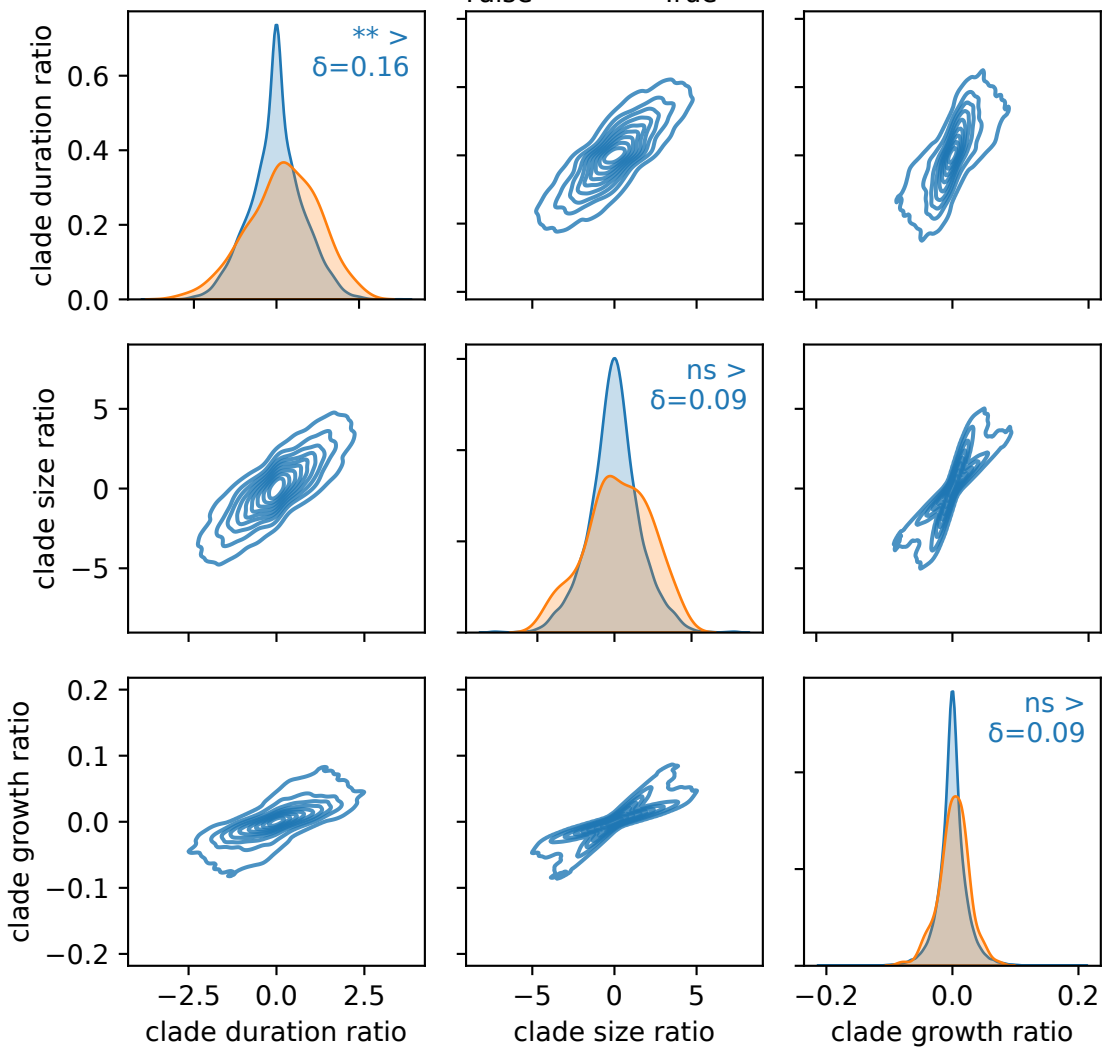 False True
clade duration ratio
0.6
0.4
0.2
0.0
** >
δ=0.16
clade size ratio
5
0
−5
ns >
δ=0.09
clade growth ratio
0.2
0.1
0.0
−0.1
−0.2
ns >
δ=0.09
−2.5 0.0 2.5
−5 0 5
−0.2 0.0 0.2
clade duration ratio
clade size ratio
clade growth ratio